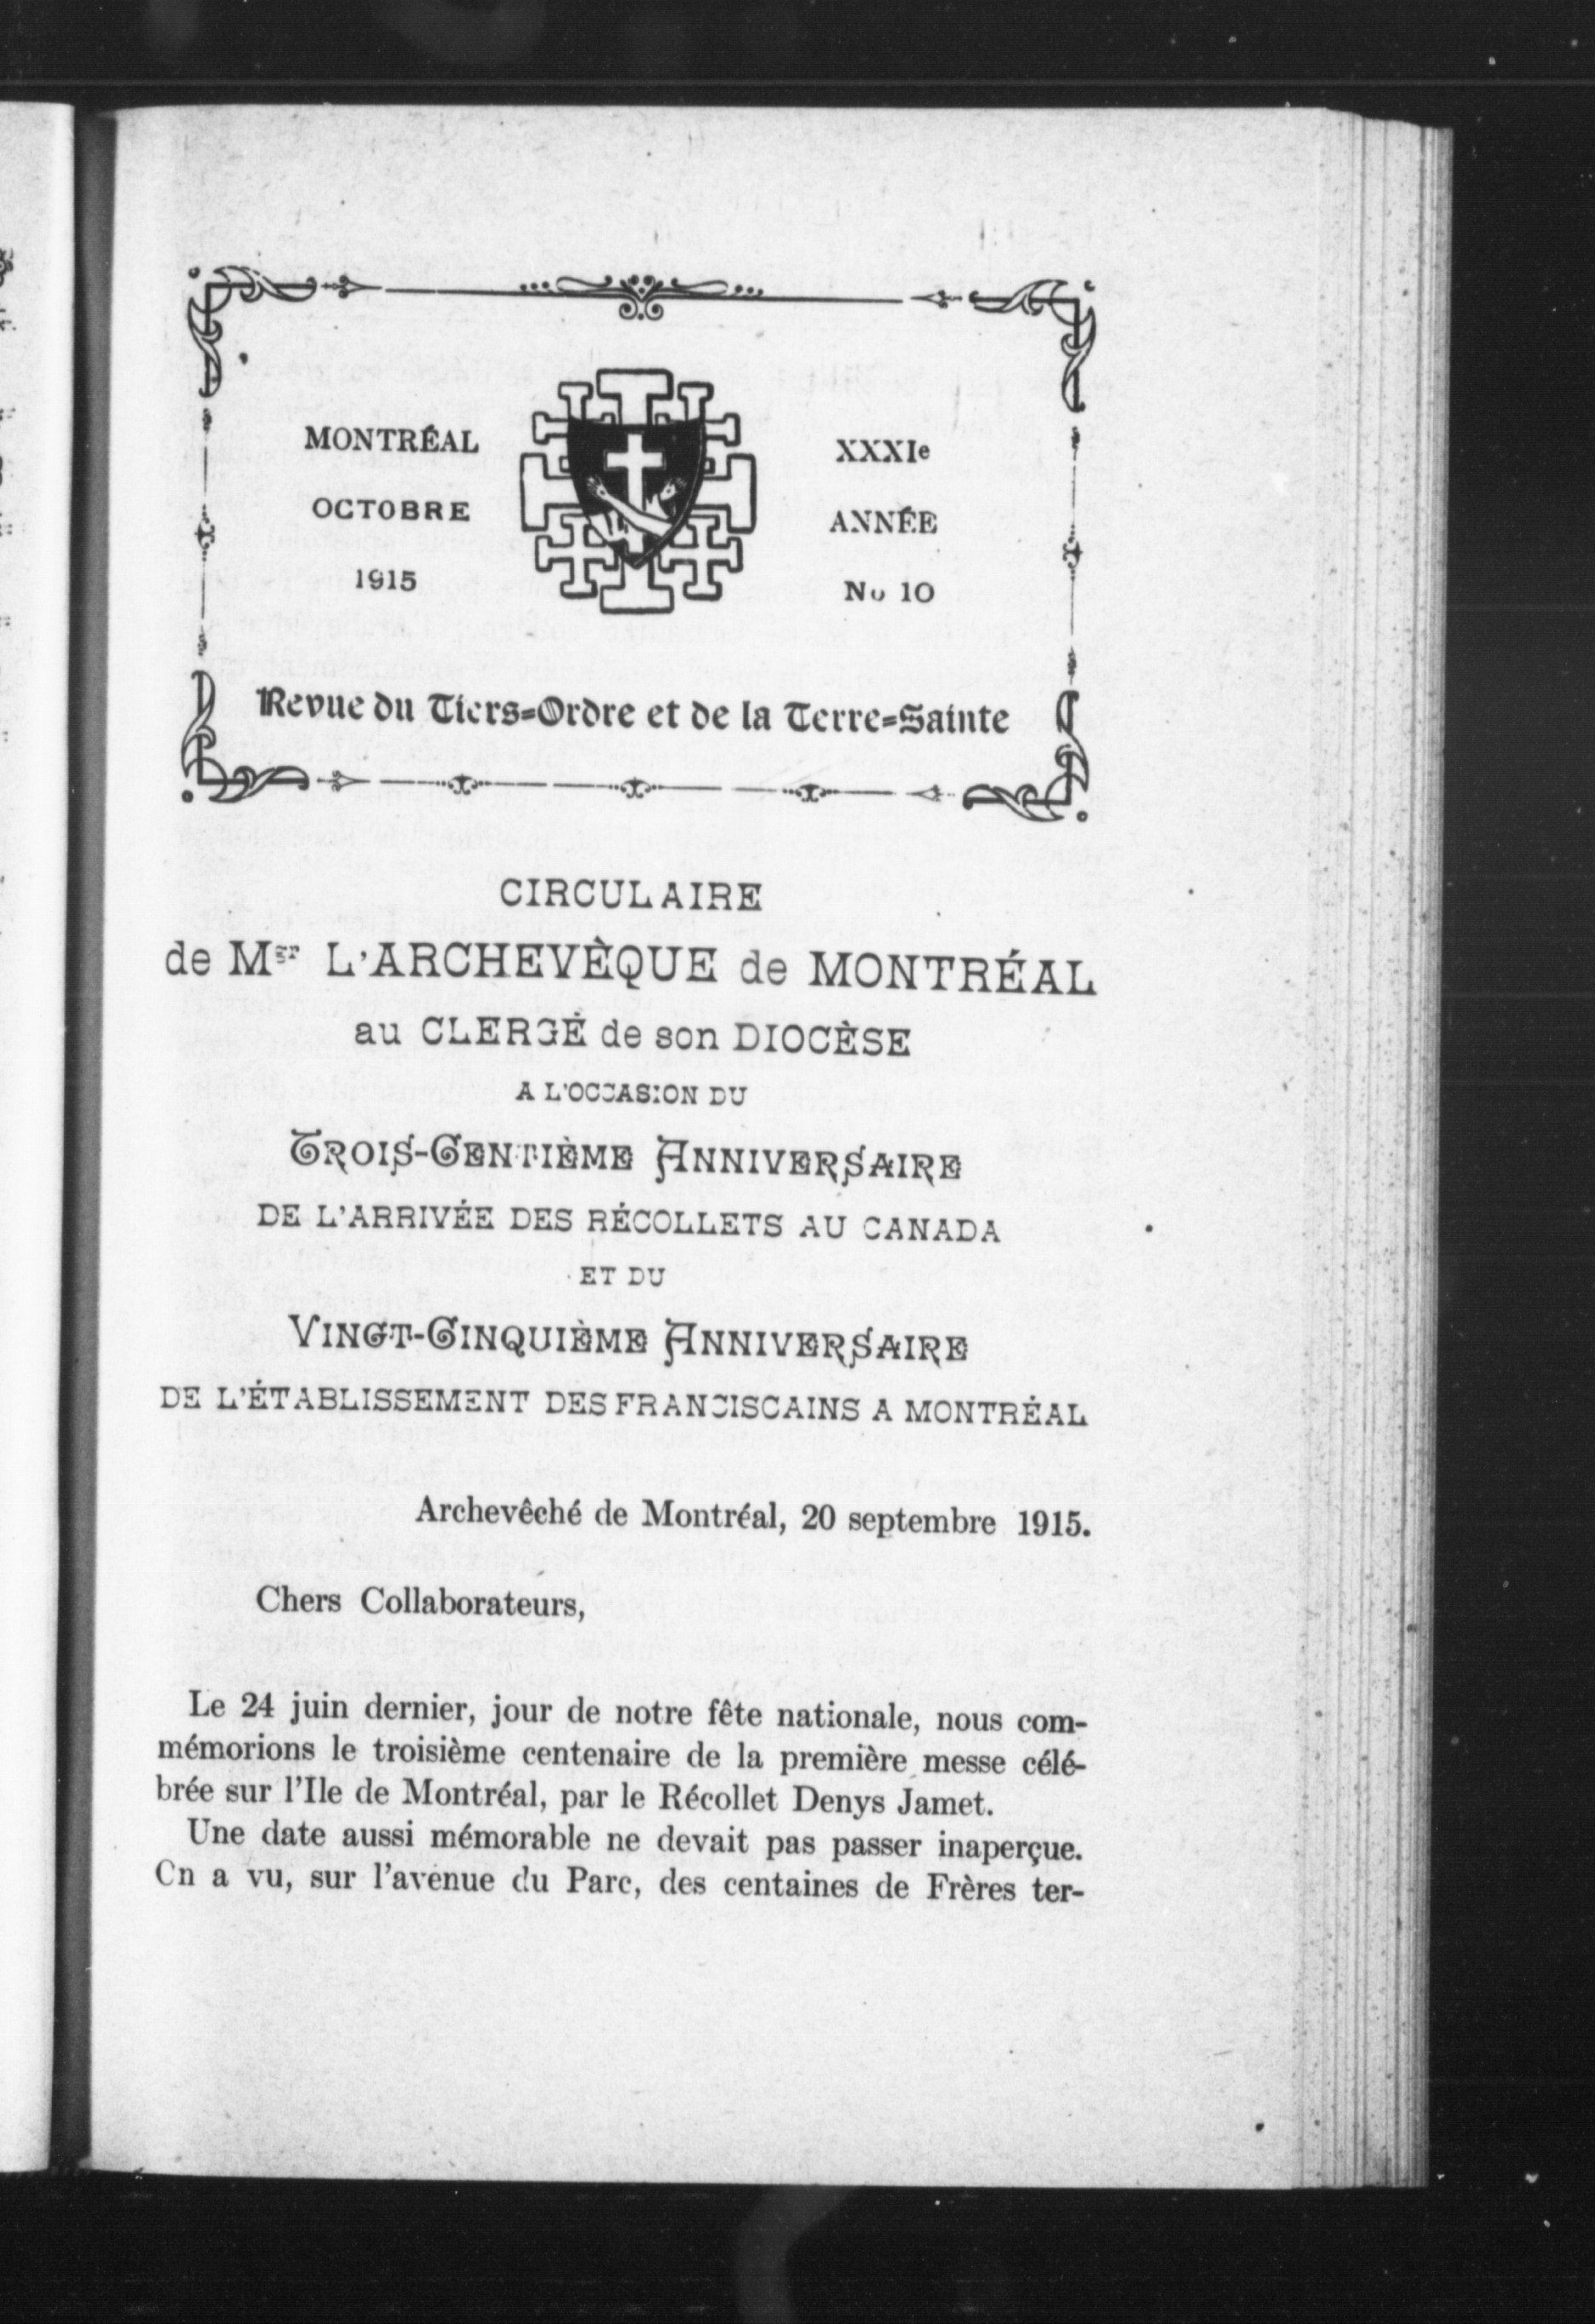 MONTRÉAL
OCTOBRE
1915
XXXIe
ANNÉE
No 10
Revue du Tiers=Ordre et de la Terre=Sainte
CIRCULAIRE
de Mgr L'ARCHEVÈQUE de MONTRÉAL
au CLERGÉ de son DIOCÈSE
A L'OCCASION DU
TROIS-CENTIÈME ANNIVERSAIRE
DE L'ARRIVÉE DES RÉCOLLETS AU CANADA
ET DU
VINGT-CINQUIÈME ANNIVERSAIRE
DE L'ÉTABLISSEMENT DES FRANCISCAINS A MONTRÉAL
Archevêché de Montréal, 20 septembre 1915.
Chers Collaborateurs,
Le 24 juin dernier, jour de notre fête nationale, nous com-
mémorions le troisième centenaire de la première messe célé-
brée sur l'Ile de Montréal, par le Récollet Denys Jamet.
Une date aussi mémorable ne devait pas passer inaperçue.
On a vu, sur l'avenue du Parc, des centaines de Frères ter-